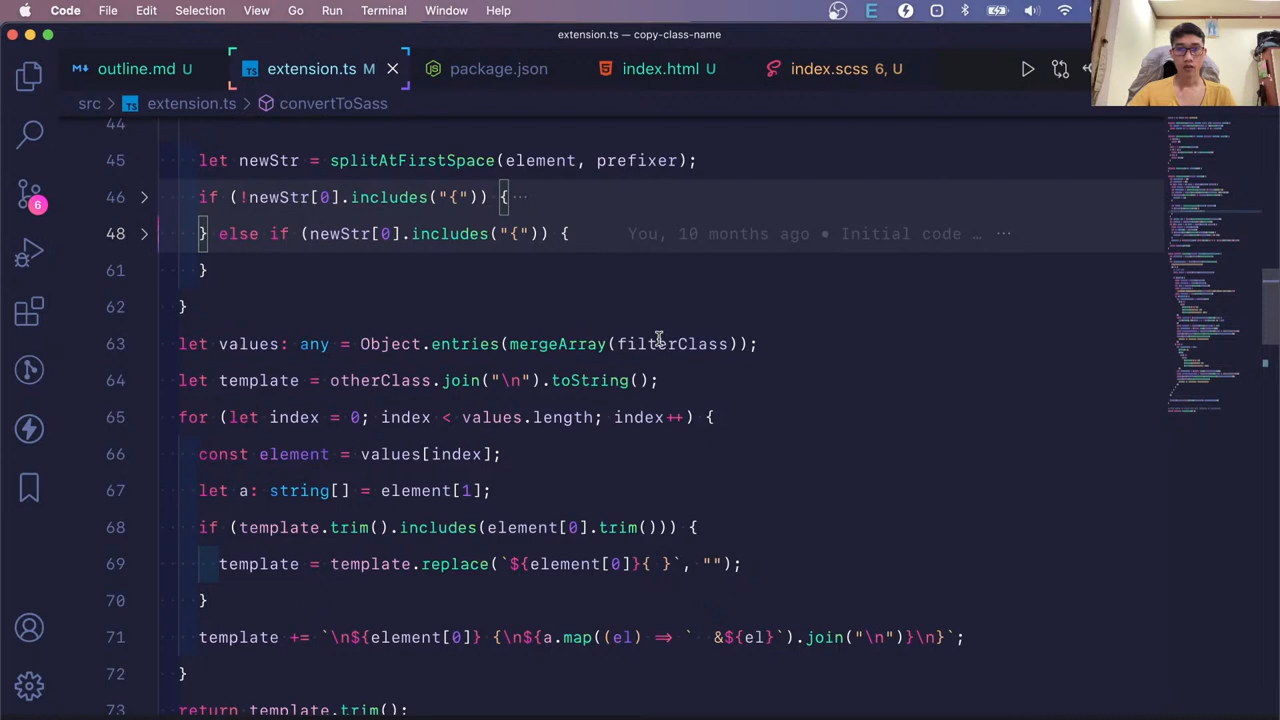 Code File Edit Selection View Go Run Terminal Window Help
extension.ts — copy-class-name
outline.md U extension.ts M package.json index.html U index.scss 6, U
src > extension.ts > convertToSass
44
45 let newStr = splitAtFirstSpace(element, prefixer);
46 if (!newStr[0].includes("{")) { ...
48 } else if (newStr[0].includes("{")) { You, 10 months ago • Initial code … ...
61 }
62 }
63 let values: any = Object.entries(mergeArray(filterClass));
64 let template = otherClass.join("\n").toString();
65 for (let index = 0; index < values.length; index++) {
66 const element = values[index];
67 let a: string[] = element[1];
68 if (template.trim().includes(element[0].trim())) {
69 template = template.replace(`${element[0]}{ }`, "");
70 }
71 template += `\n${element[0]} {\n${a.map((el) => ` &${el}`).join("\n")}\n}`;
72 }
73 return template.trim();
6